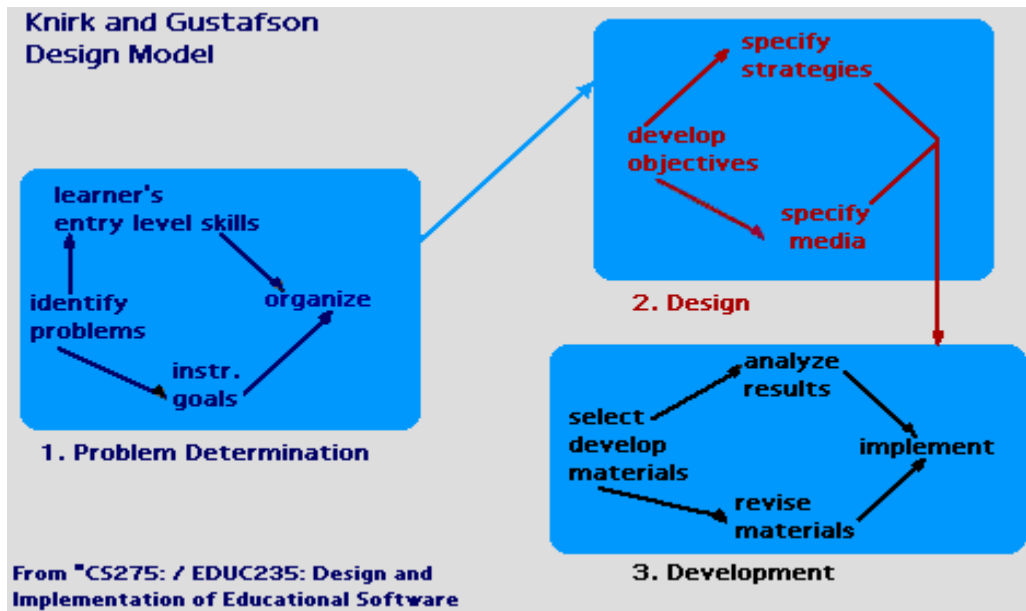 Knirk and Gustafson
Design Model
learner's
entry level skills
identify
problems
organize
instr.
goals
1. Problem Determination
specify
strategies
develop
objectives
specify
media
2. Design
analyze
results
select
develop
materials
implement
revise
materials
3. Development
From "CS275: / EDUC235: Design and
Implementation of Educational Software